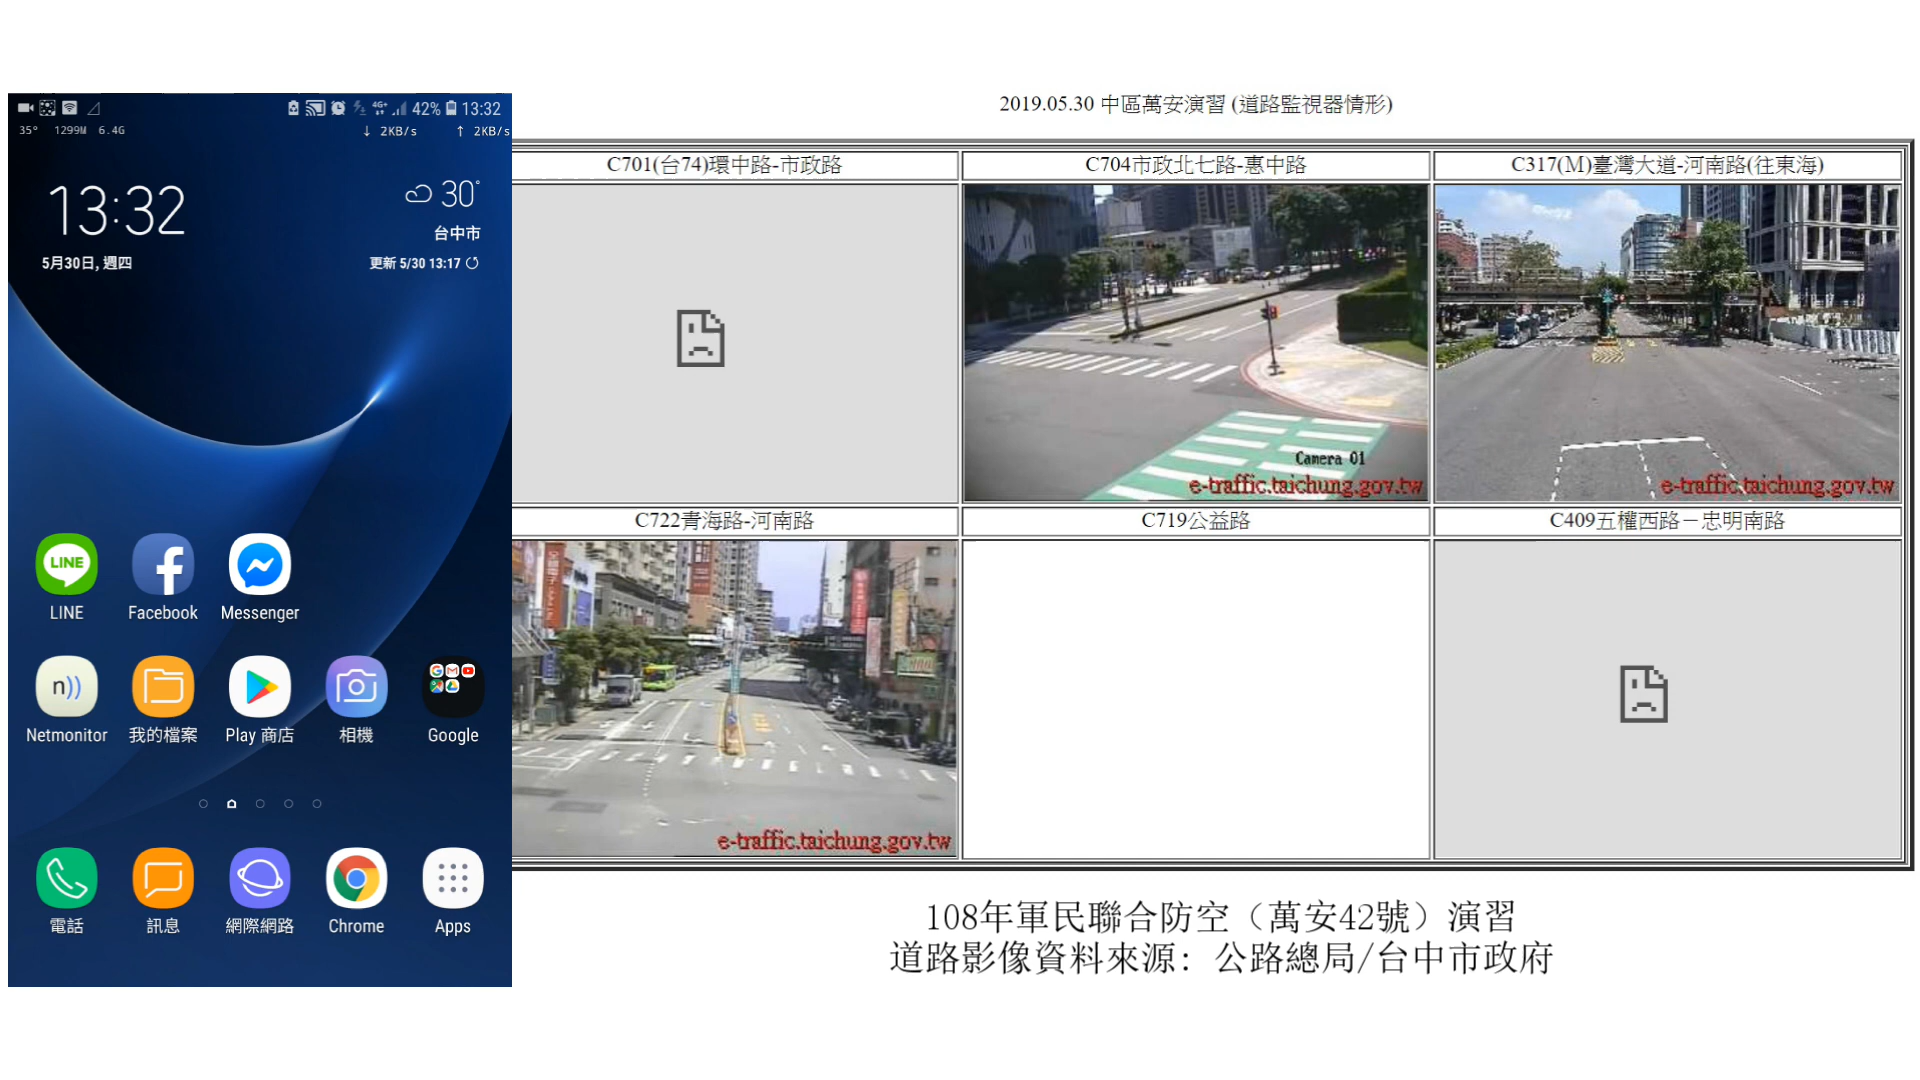 42% 13:32
35° 1299M 6.4G ↓ 2KB/s ↑ 2KB/s
13:32
30°
台中市
5月30日, 週四
更新 5/30 13:17
LINE
LINE Facebook Messenger
n))
Netmonitor 我的檔案 Play 商店 相機 Google
電話 訊息 網際網路 Chrome Apps
2019.05.30 中區萬安演習 (道路監視器情形)
C701(台74)環中路-市政路
C704市政北七路-惠中路
C317(M)臺灣大道-河南路(往東海)
Camera 01
e-traffic.taichung.gov.tw
e-traffic.taichung.gov.tw
C722青海路-河南路
C719公益路
C409五權西路－忠明南路
e-traffic.taichung.gov.tw
108年軍民聯合防空（萬安42號）演習
道路影像資料來源: 公路總局/台中市政府